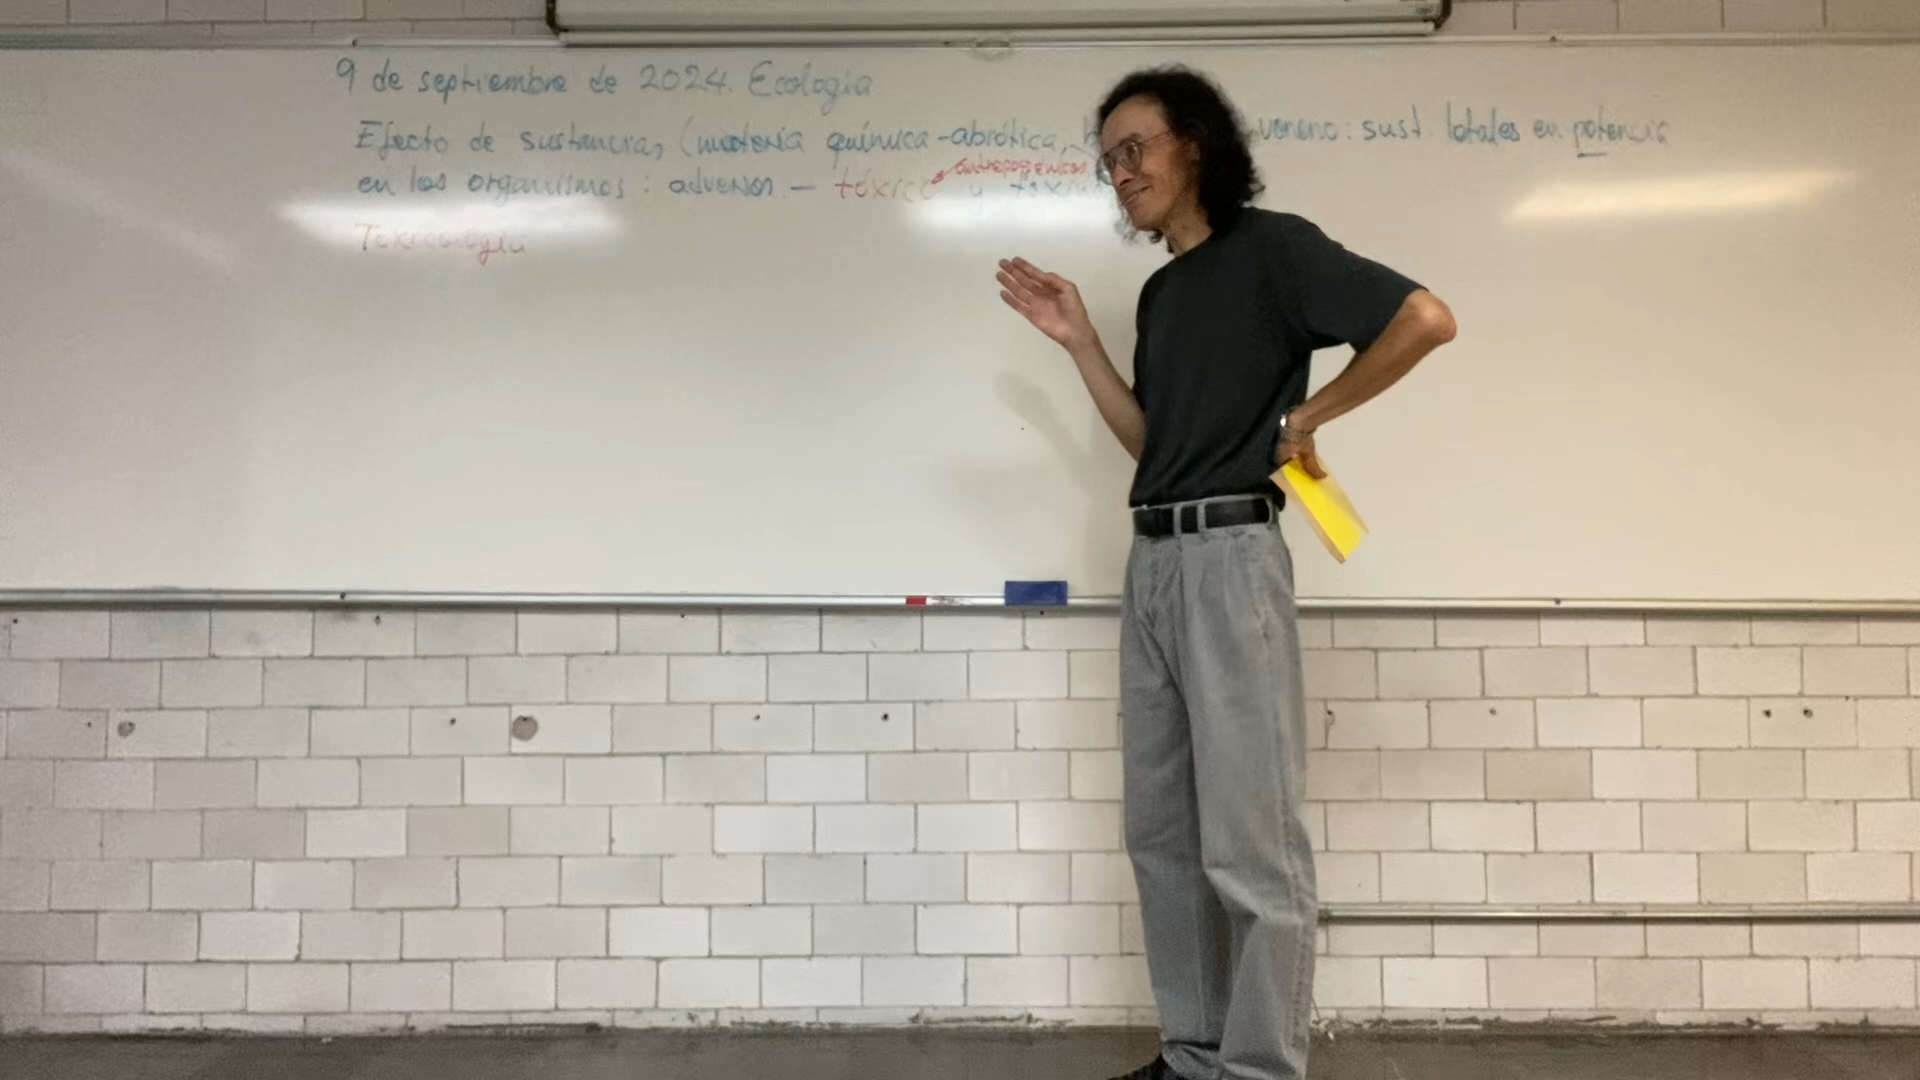 9 de septiembre de 2024. Ecología
Efecto de sustancias (materia química-abiótica, veneno: sust. letales en potencia
antropogénicos
en los organismos: adversos. — tóxico y
Toxicología